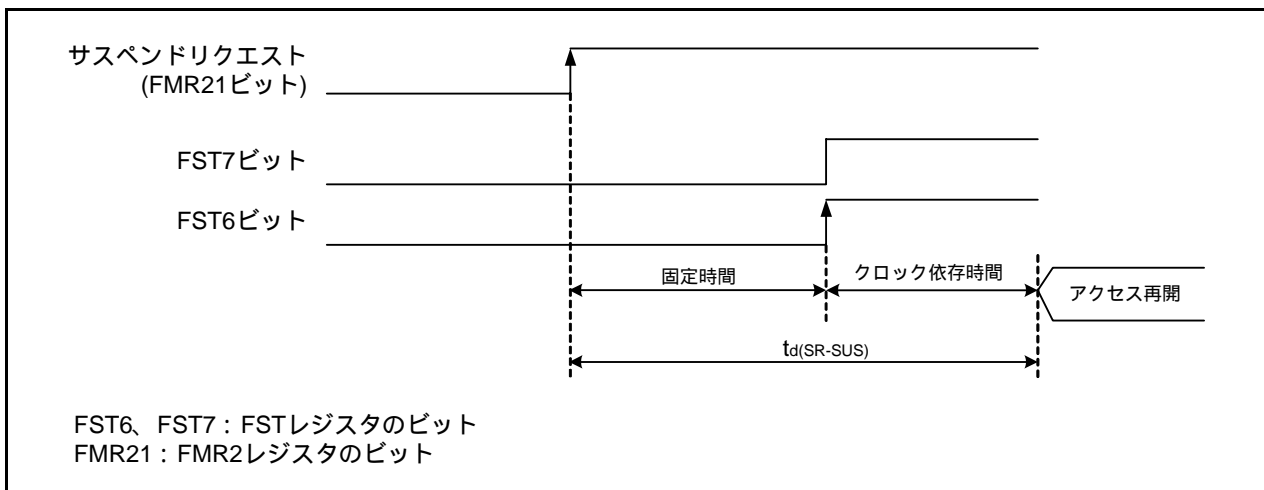 サスペンドリクエスト
(FMR21ビット)
FST7ビット
FST6ビット
固定時間
クロック依存時間
アクセス再開
td(SR-SUS)
FST6、FST7：FSTレジスタのビット
FMR21：FMR2レジスタのビット